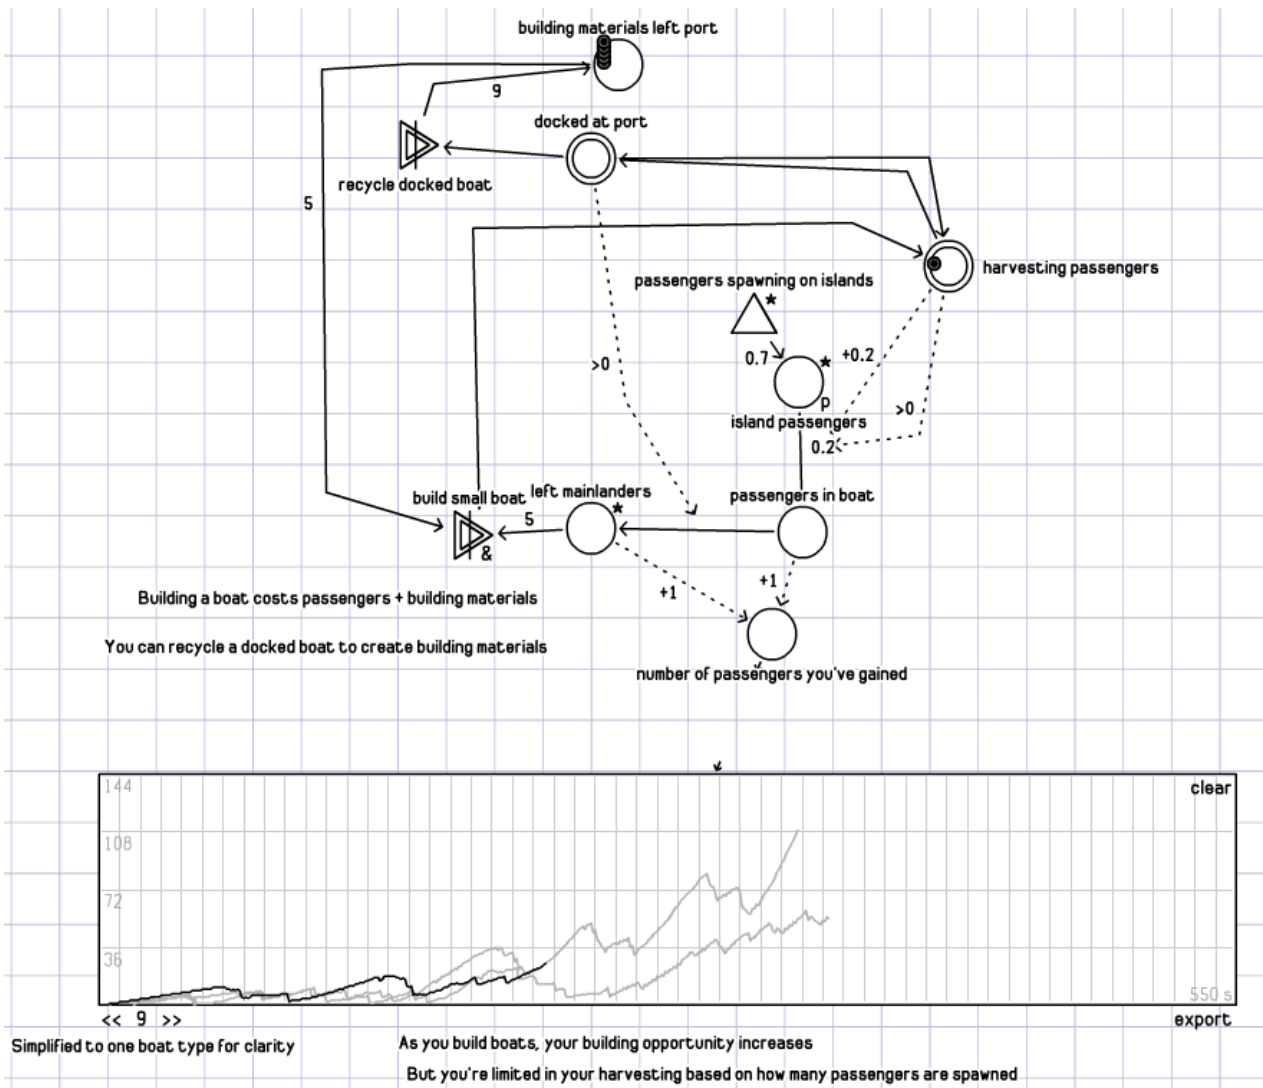 building materials left port
9
docked at port
recycle docked boat
5
harvesting passengers
passengers spawning on islands
*
0.7
*
+0.2
>0
p
>0
island passengers
0.2
build small boat
left mainlanders
*
passengers in boat
5
&
+1
+1
Building a boat costs passengers + building materials
You can recycle a docked boat to create building materials
number of passengers you've gained
144
clear
108
72
36
550 s
<< 9 >>
export
Simplified to one boat type for clarity
As you build boats, your building opportunity increases
But you're limited in your harvesting based on how many passengers are spawned